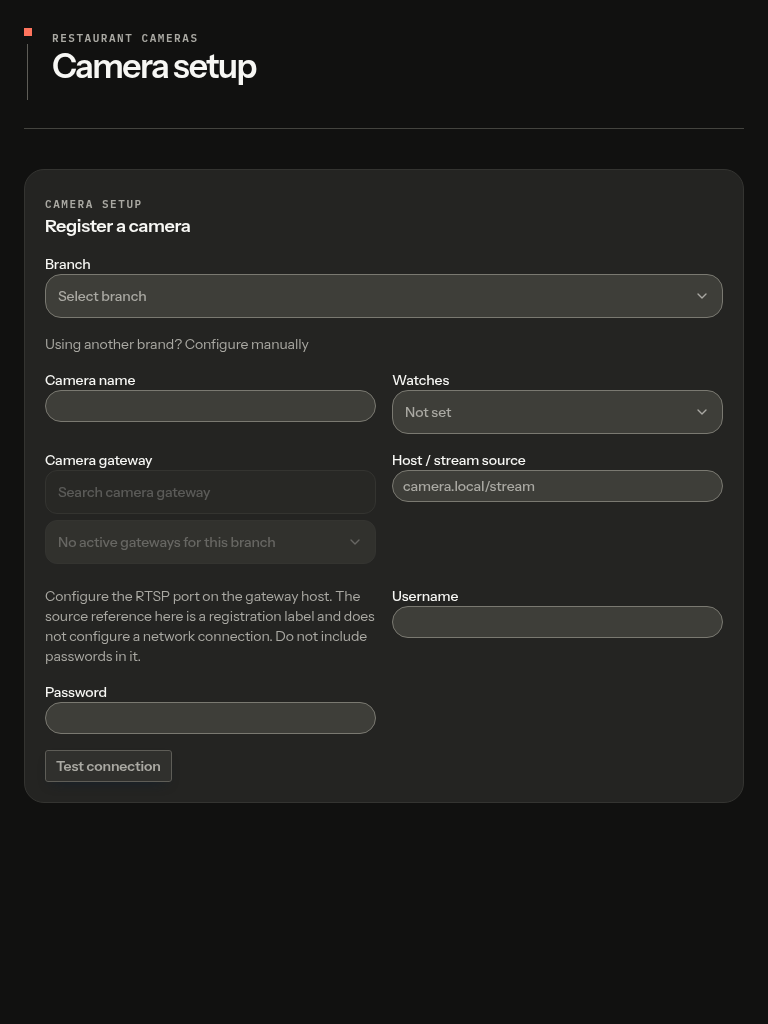 RESTAURANT CAMERAS
Camera setup
CAMERA SETUP
Register a camera
Branch
Select branch
Using another brand? Configure manually
Camera name
Watches
Not set
Camera gateway
Host / stream source
Search camera gateway
camera.local/stream
No active gateways for this branch
Configure the RTSP port on the gateway host. The
source reference here is a registration label and does
not configure a network connection. Do not include
passwords in it.
Username
Password
Test connection